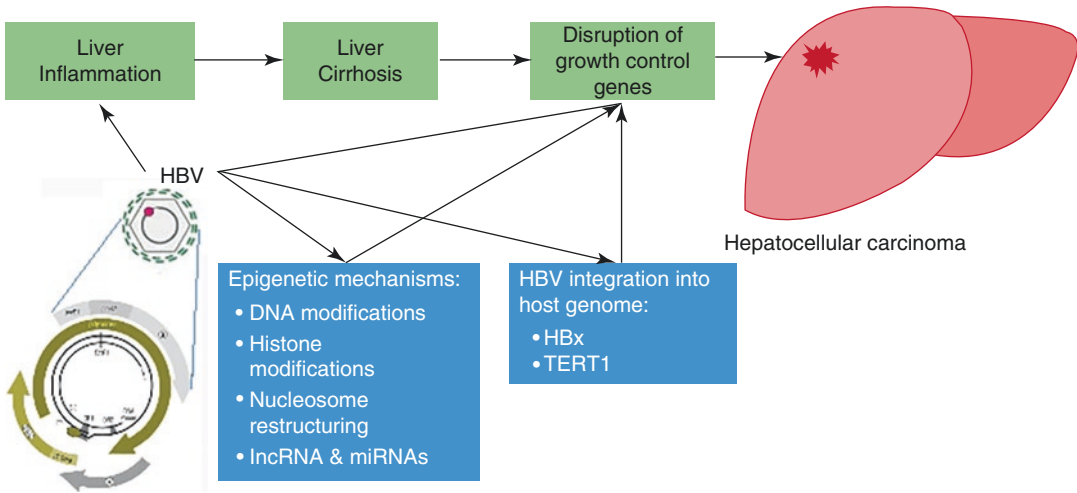 Liver
Inflammation
Liver
Cirrhosis
Disruption of
growth control
genes
HBV
Hepatocellular carcinoma
Epigenetic mechanisms:
• DNA modifications
• Histone
modifications
• Nucleosome
restructuring
• lncRNA & miRNAs
HBV integration into
host genome:
• HBx
• TERT1